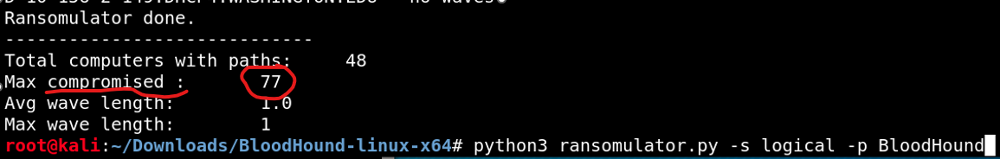 Ransomulator done.
-----------------------------
Total computers with paths: 48
Max compromised : 77
Avg wave length: 1.0
Max wave length: 1
root@kali:~/Downloads/BloodHound-linux-x64# python3 ransomulator.py -s logical -p BloodHound